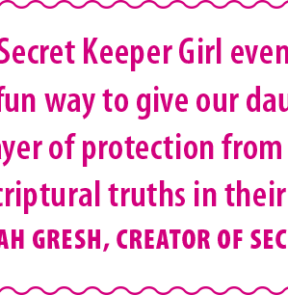 Secret Keeper Girl even
fun way to give our dau
ayer of protection from
criptural truths in their
AH GRESH, CREATOR OF SEC